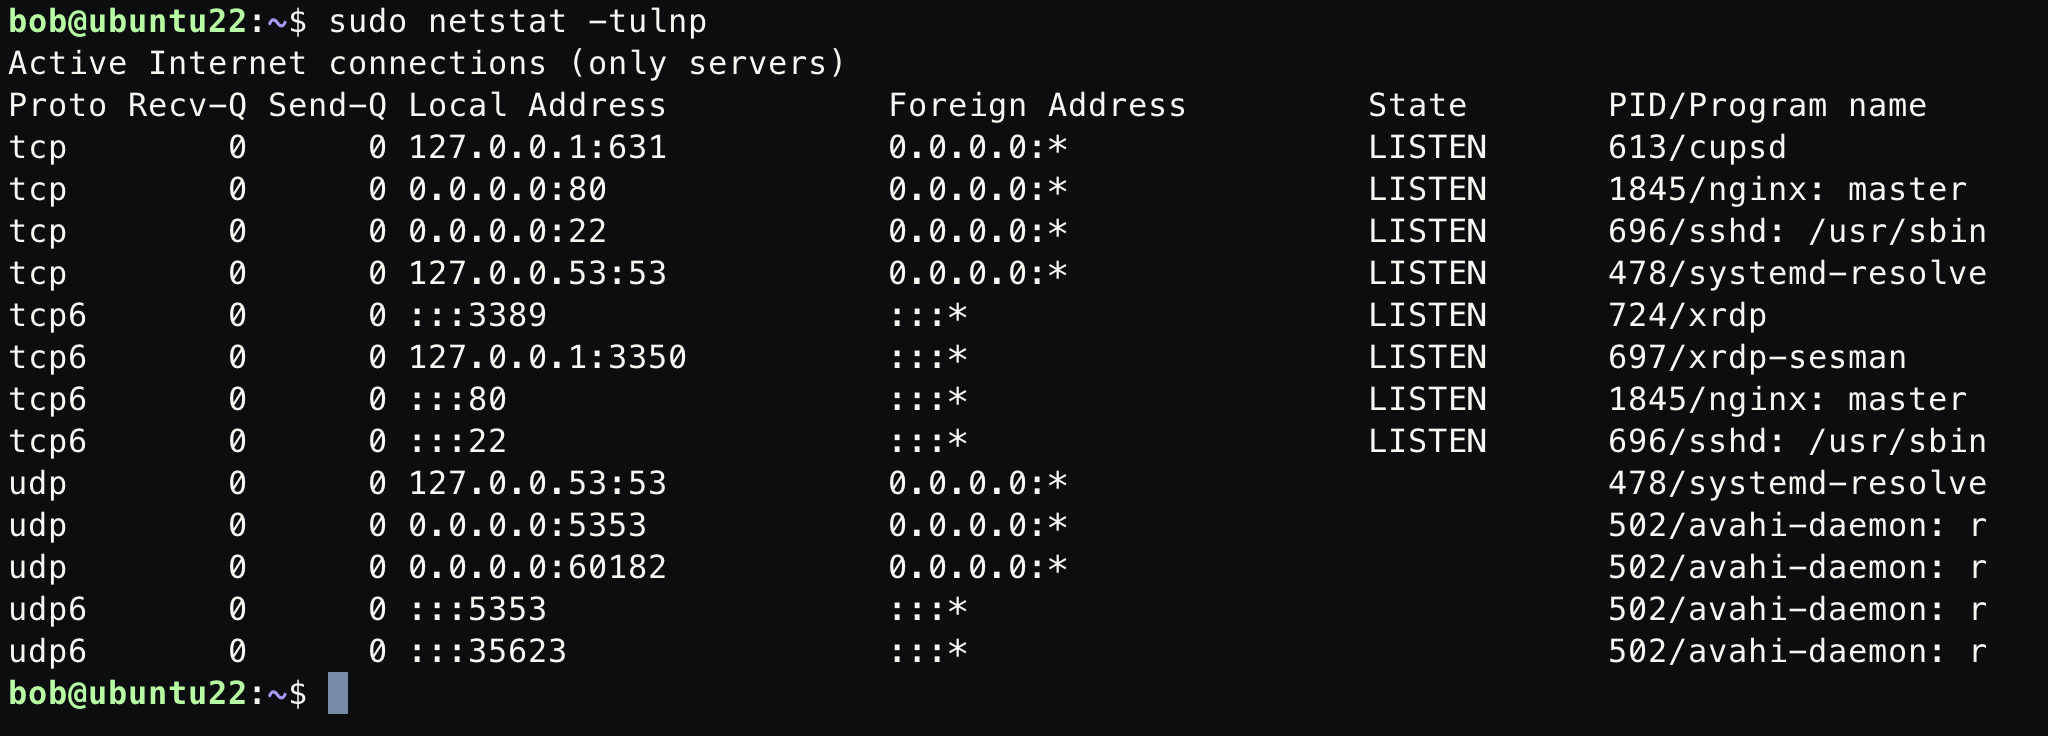 bob@ubuntu22:~$ sudo netstat -tulnp
Active Internet connections (only servers)
Proto Recv-Q Send-Q Local Address           Foreign Address         State       PID/Program name
tcp        0      0 127.0.0.1:631           0.0.0.0:*               LISTEN      613/cupsd
tcp        0      0 0.0.0.0:80              0.0.0.0:*               LISTEN      1845/nginx: master
tcp        0      0 0.0.0.0:22              0.0.0.0:*               LISTEN      696/sshd: /usr/sbin
tcp        0      0 127.0.0.53:53           0.0.0.0:*               LISTEN      478/systemd-resolve
tcp6       0      0 :::3389                 :::*                    LISTEN      724/xrdp
tcp6       0      0 127.0.0.1:3350          :::*                    LISTEN      697/xrdp-sesman
tcp6       0      0 :::80                   :::*                    LISTEN      1845/nginx: master
tcp6       0      0 :::22                   :::*                    LISTEN      696/sshd: /usr/sbin
udp        0      0 127.0.0.53:53           0.0.0.0:*                           478/systemd-resolve
udp        0      0 0.0.0.0:5353            0.0.0.0:*                           502/avahi-daemon: r
udp        0      0 0.0.0.0:60182           0.0.0.0:*                           502/avahi-daemon: r
udp6       0      0 :::5353                 :::*                                502/avahi-daemon: r
udp6       0      0 :::35623                :::*                                502/avahi-daemon: r
bob@ubuntu22:~$